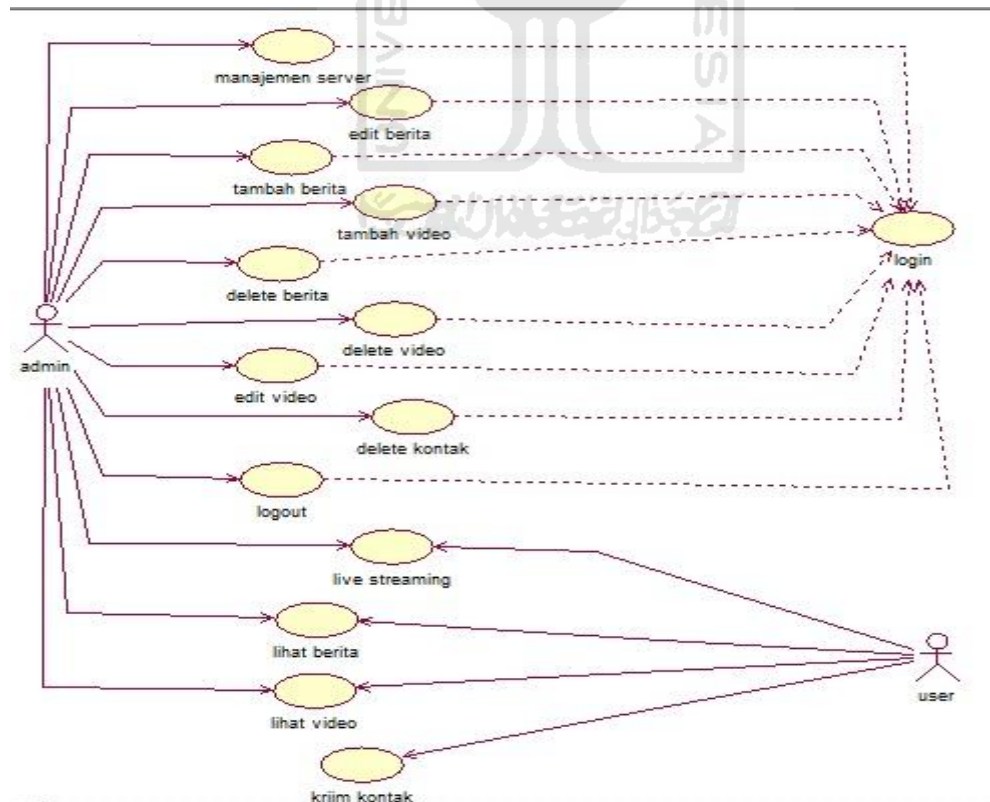 manajemen server
edit berita
tambah berita
tambah video
login
delete berita
delete video
admin
edit video
delete kontak
logout
live streaming
lihat berita
user
lihat video
kriim kontak